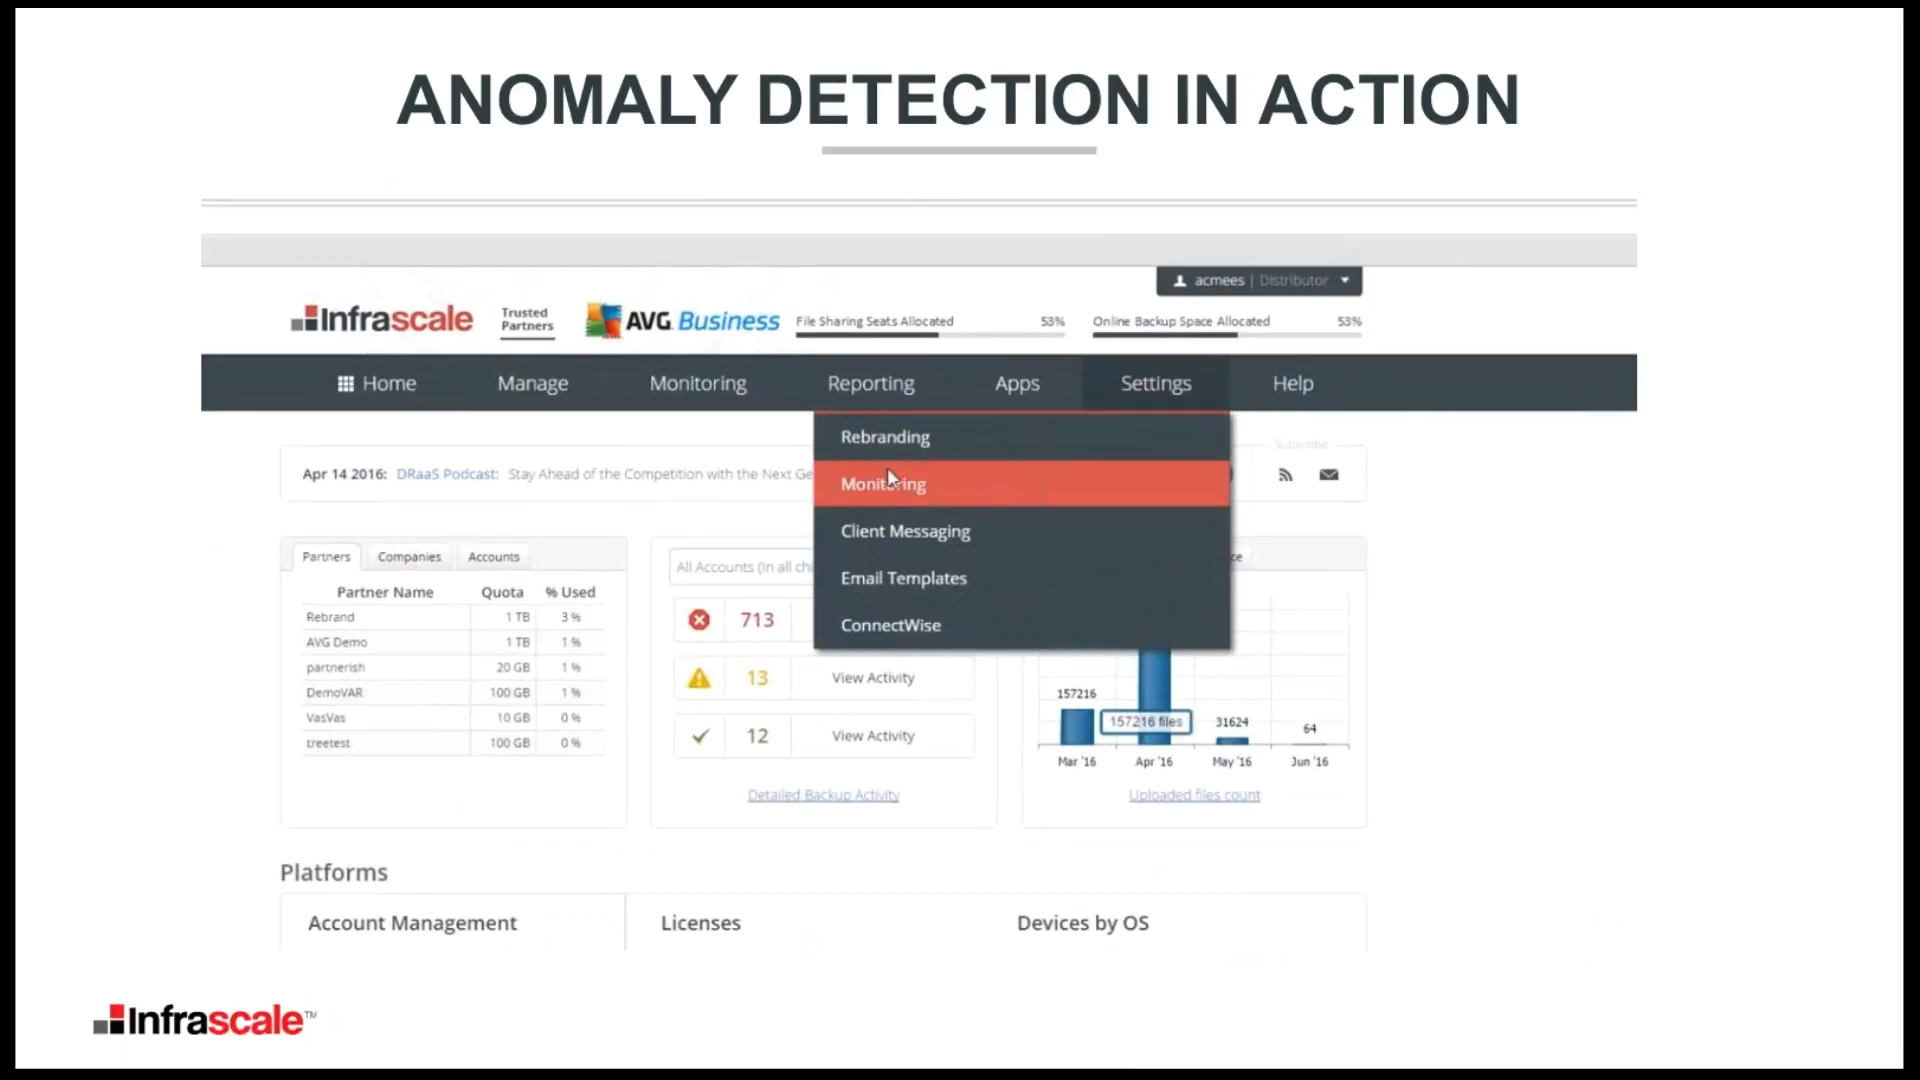 ANOMALY DETECTION IN ACTION
acmees | Distributor
Infrascale
Trusted
Partners
AVG Business
File Sharing Seats Allocated 53%
Online Backup Space Allocated 53%
Home Manage Monitoring Reporting Apps Settings Help
Rebranding
Monitoring
Client Messaging
Email Templates
ConnectWise
Apr 14 2016: DRaaS Podcast: Stay Ahead of the Competition with the Next
Subscribe
Partners Companies Accounts
Partner Name Quota % Used
Rebrand 1 TB 3 %
AVG Demo 1 TB 1 %
partnerish 20 GB 1 %
DemoVAR 100 GB 1 %
VasVas 10 GB 0 %
treetest 100 GB 0 %
All Accounts (In all
713
13 View Activity
12 View Activity
Detailed Backup Activity
157216
157216 files
31624
64
Mar '16 Apr '16 May '16 Jun '16
Uploaded files count
Platforms
Account Management
Licenses
Devices by OS
Infrascale™